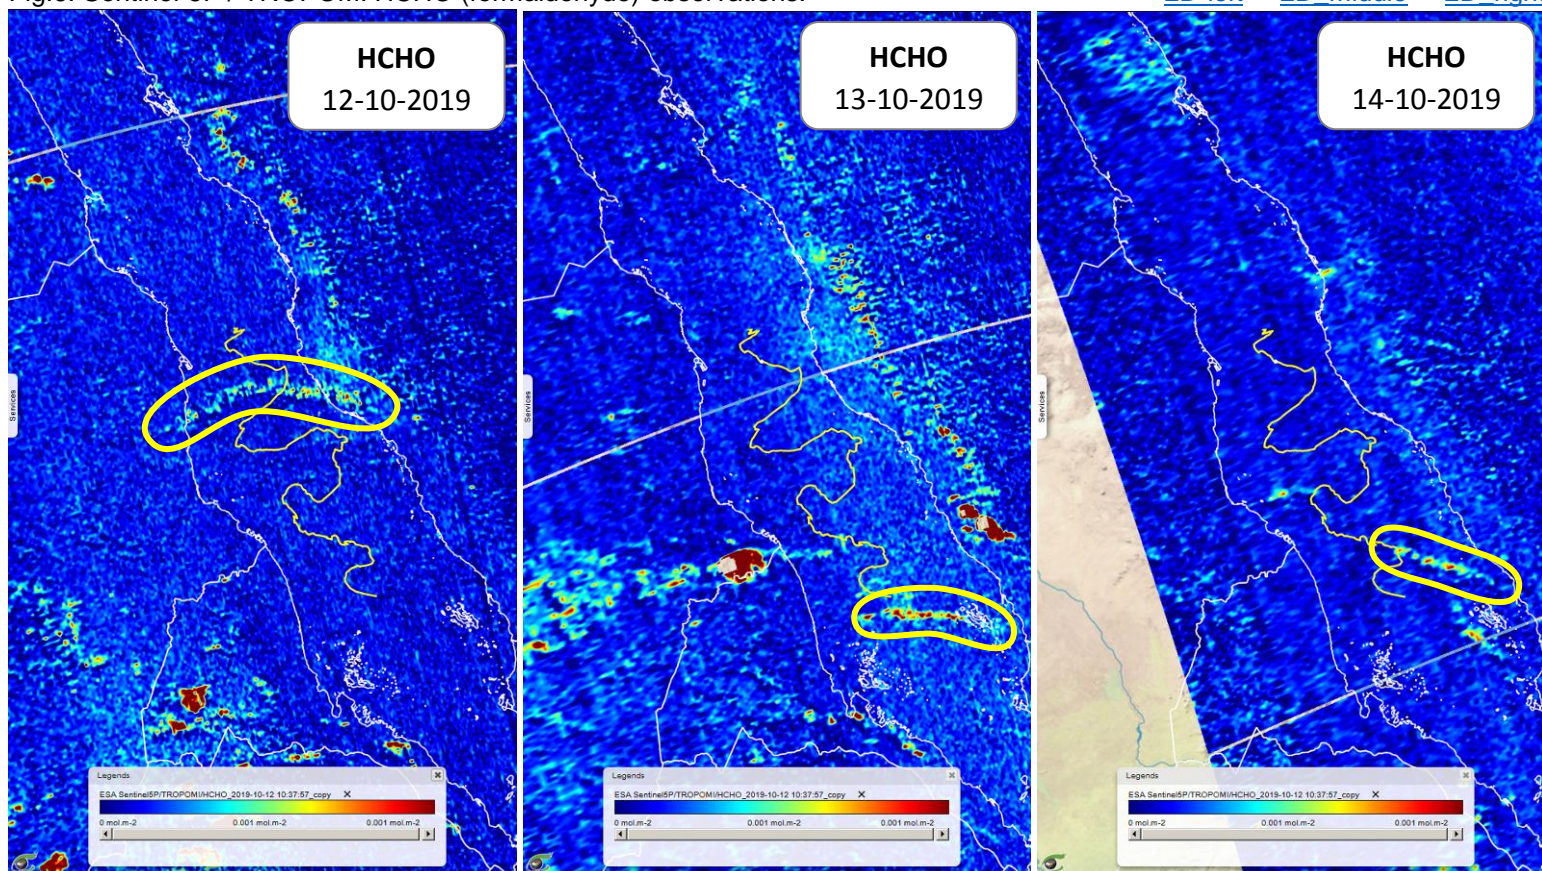 HCHO
12-10-2019
HCHO
13-10-2019
HCHO
14-10-2019
Services
Services
Services
Legends
ESA Sentinel5P/TROPOMI/HCHO_2019-10-12 10:37:57_copy
0 mol.m-2 0.001 mol.m-2 0.001 mol.m-2
Legends
ESA Sentinel5P/TROPOMI/HCHO_2019-10-12 10:37:57_copy
0 mol.m-2 0.001 mol.m-2 0.001 mol.m-2
Legends
ESA Sentinel5P/TROPOMI/HCHO_2019-10-12 10:37:57_copy
0 mol.m-2 0.001 mol.m-2 0.001 mol.m-2